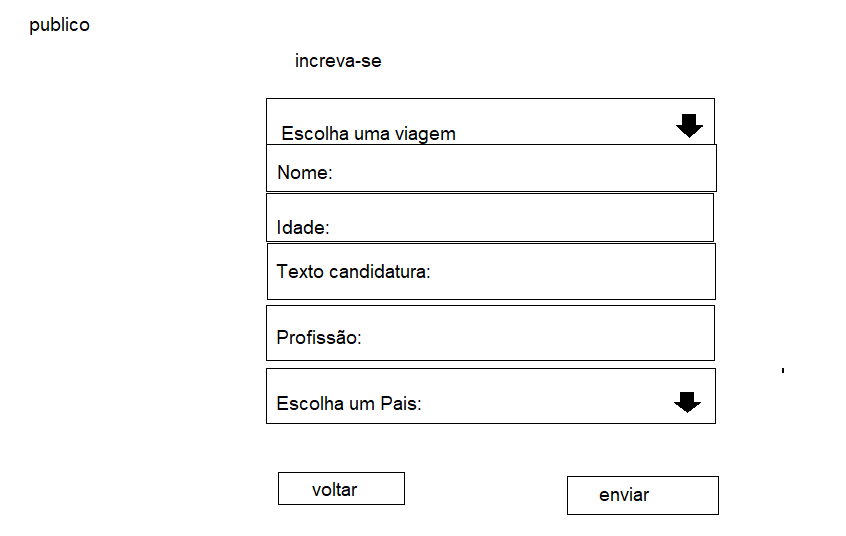 publico
increva-se
Escolha uma viagem
Nome:
Idade:
Texto candidatura:
Profissão:
Escolha um Pais:
voltar
enviar